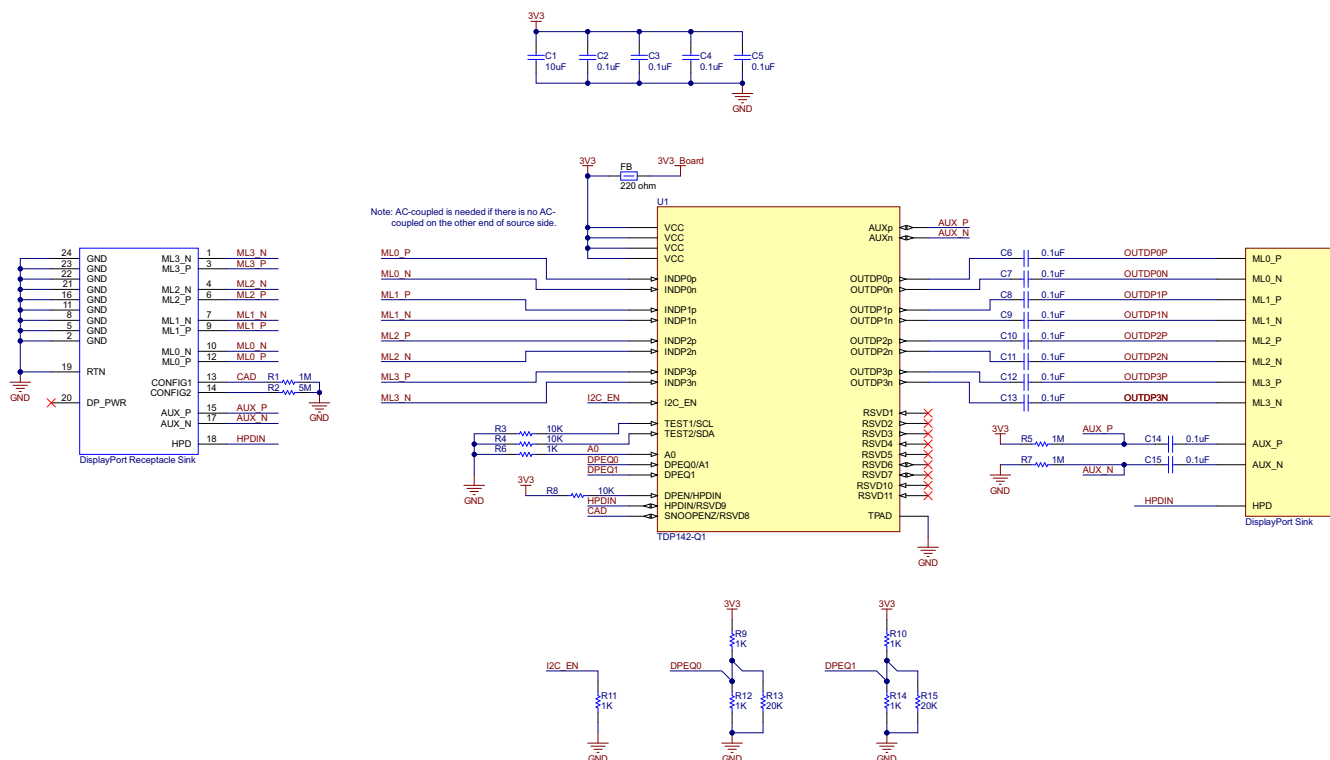 3V3
C1
10uF
C2
0.1uF
C3
0.1uF
C4
0.1uF
C5
0.1uF
GND
3V3
FB
220 ohm
3V3_Board
Note: AC-coupled is needed if there is no AC-
coupled on the other end of source side.
24 GND
23 GND
22 GND
21 GND
16 GND
11 GND
8 GND
5 GND
2 GND
19 RTN
20 DP_PWR
GND
ML3_N 1 ML3_N
ML3_P 3 ML3_P
ML2_N 4 ML2_N
ML2_P 6 ML2_P
ML1_N 7 ML1_N
ML1_P 9 ML1_P
ML0_N 10 ML0_N
ML0_P 12 ML0_P
CONFIG1 13 CAD R1 1M
CONFIG2 14 R2 5M
GND
AUX_P 15 AUX_P
AUX_N 17 AUX_N
HPD 18 HPDIN
DisplayPort Receptacle Sink
ML0_P
ML0_N
ML1_P
ML1_N
ML2_P
ML2_N
ML3_P
ML3_N
I2C_EN
R3 10K
R4 10K
R6 1K A0
DPEQ0
DPEQ1
GND
3V3
R8 10K
HPDIN
CAD
U1
VCC
VCC
VCC
VCC
INDP0p
INDP0n
INDP1p
INDP1n
INDP2p
INDP2n
INDP3p
INDP3n
I2C_EN
TEST1/SCL
TEST2/SDA
A0
DPEQ0/A1
DPEQ1
DPEN/HPDIN
HPDIN/RSVD9
SNOOPENZ/RSVD8
AUXp AUX_P
AUXn AUX_N
OUTDP0p
OUTDP0n
OUTDP1p
OUTDP1n
OUTDP2p
OUTDP2n
OUTDP3p
OUTDP3n
RSVD1
RSVD2
RSVD3
RSVD4
RSVD5
RSVD6
RSVD7
RSVD10
RSVD11
TPAD
GND
TDP142-Q1
C6 0.1uF OUTDP0P
C7 0.1uF OUTDP0N
C8 0.1uF OUTDP1P
C9 0.1uF OUTDP1N
C10 0.1uF OUTDP2P
C11 0.1uF OUTDP2N
C12 0.1uF OUTDP3P
C13 0.1uF OUTDP3N
3V3 AUX_P
R5 1M C14 0.1uF
R7 1M C15 0.1uF
GND AUX_N
HPDIN
ML0_P
ML0_N
ML1_P
ML1_N
ML2_P
ML2_N
ML3_P
ML3_N
AUX_P
AUX_N
HPD
DisplayPort Sink
I2C_EN
R11
1K
GND
3V3
R9
1K
DPEQ0
R12
1K
R13
20K
GND
3V3
R10
1K
DPEQ1
R14
1K
R15
20K
GND